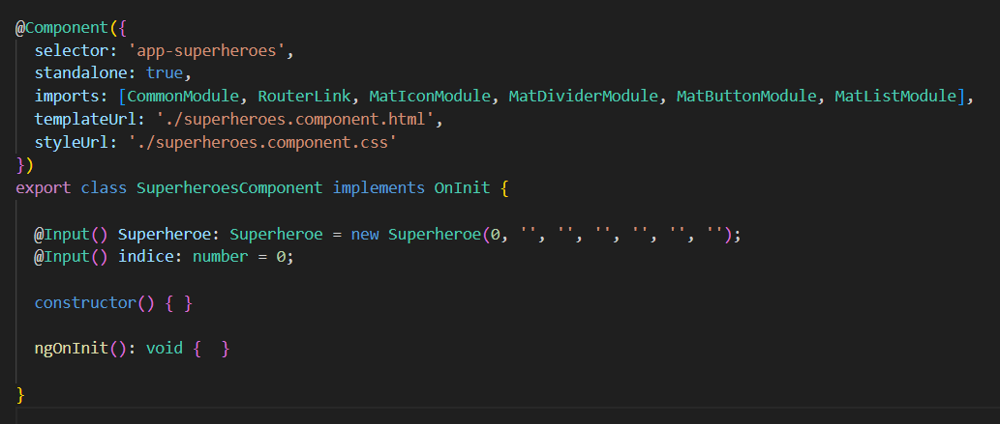 @Component({
selector: 'app-superheroes',
standalone: true,
imports: [CommonModule, RouterLink, MatIconModule, MatDividerModule, MatButtonModule, MatListModule],
templateUrl: './superheroes.component.html',
styleUrl: './superheroes.component.css'
})
export class SuperheroesComponent implements OnInit {
@Input() Superheroe: Superheroe = new Superheroe(0, '', '', '', '', '', '');
@Input() indice: number = 0;
constructor() { }
ngOnInit(): void {  }
}